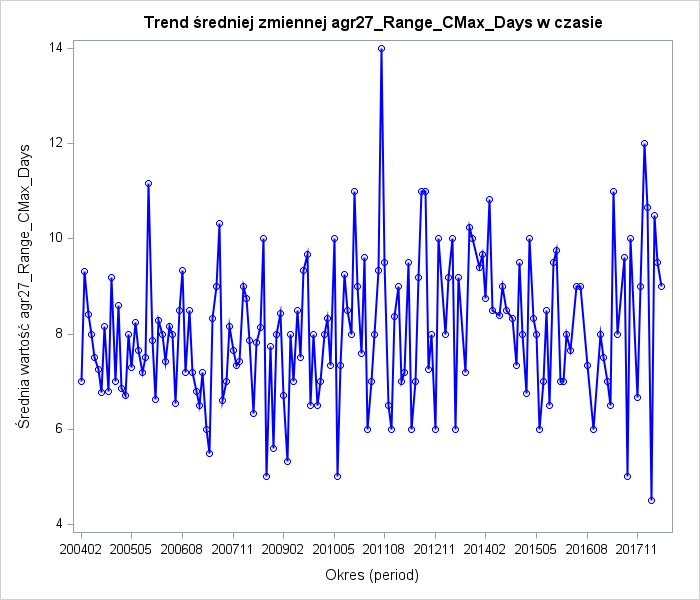 Trend średniej zmiennej agr27_Range_CMax_Days w czasie
Średnia wartość agr27_Range_CMax_Days
14
12
10
8
6
4
200402 200505 200608 200711 200902 201005 201108 201211 201402 201505 201608 201711
Okres (period)